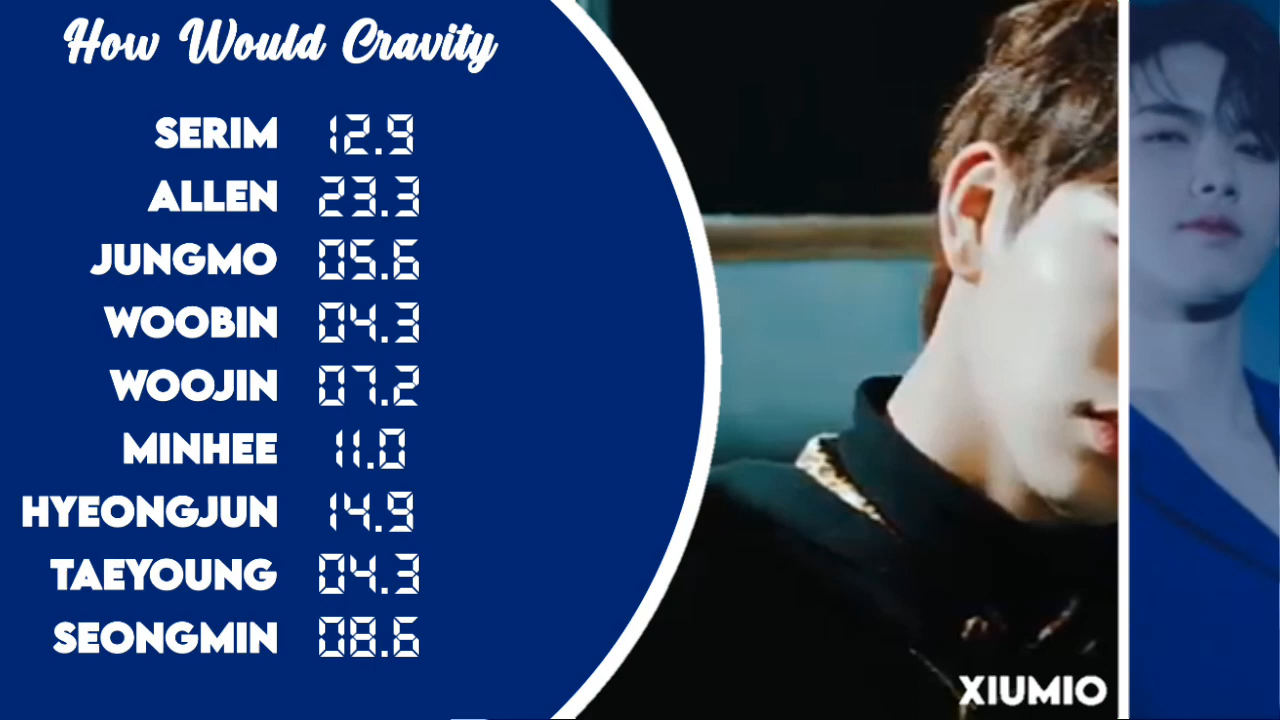 How Would Cravity
SERIM 12.9
ALLEN 23.3
JUNGMO 05.6
WOOBIN 04.3
WOOJIN 07.2
MINHEE 11.0
HYEONGJUN 14.9
TAEYOUNG 04.3
SEONGMIN 08.6
XIUMIO